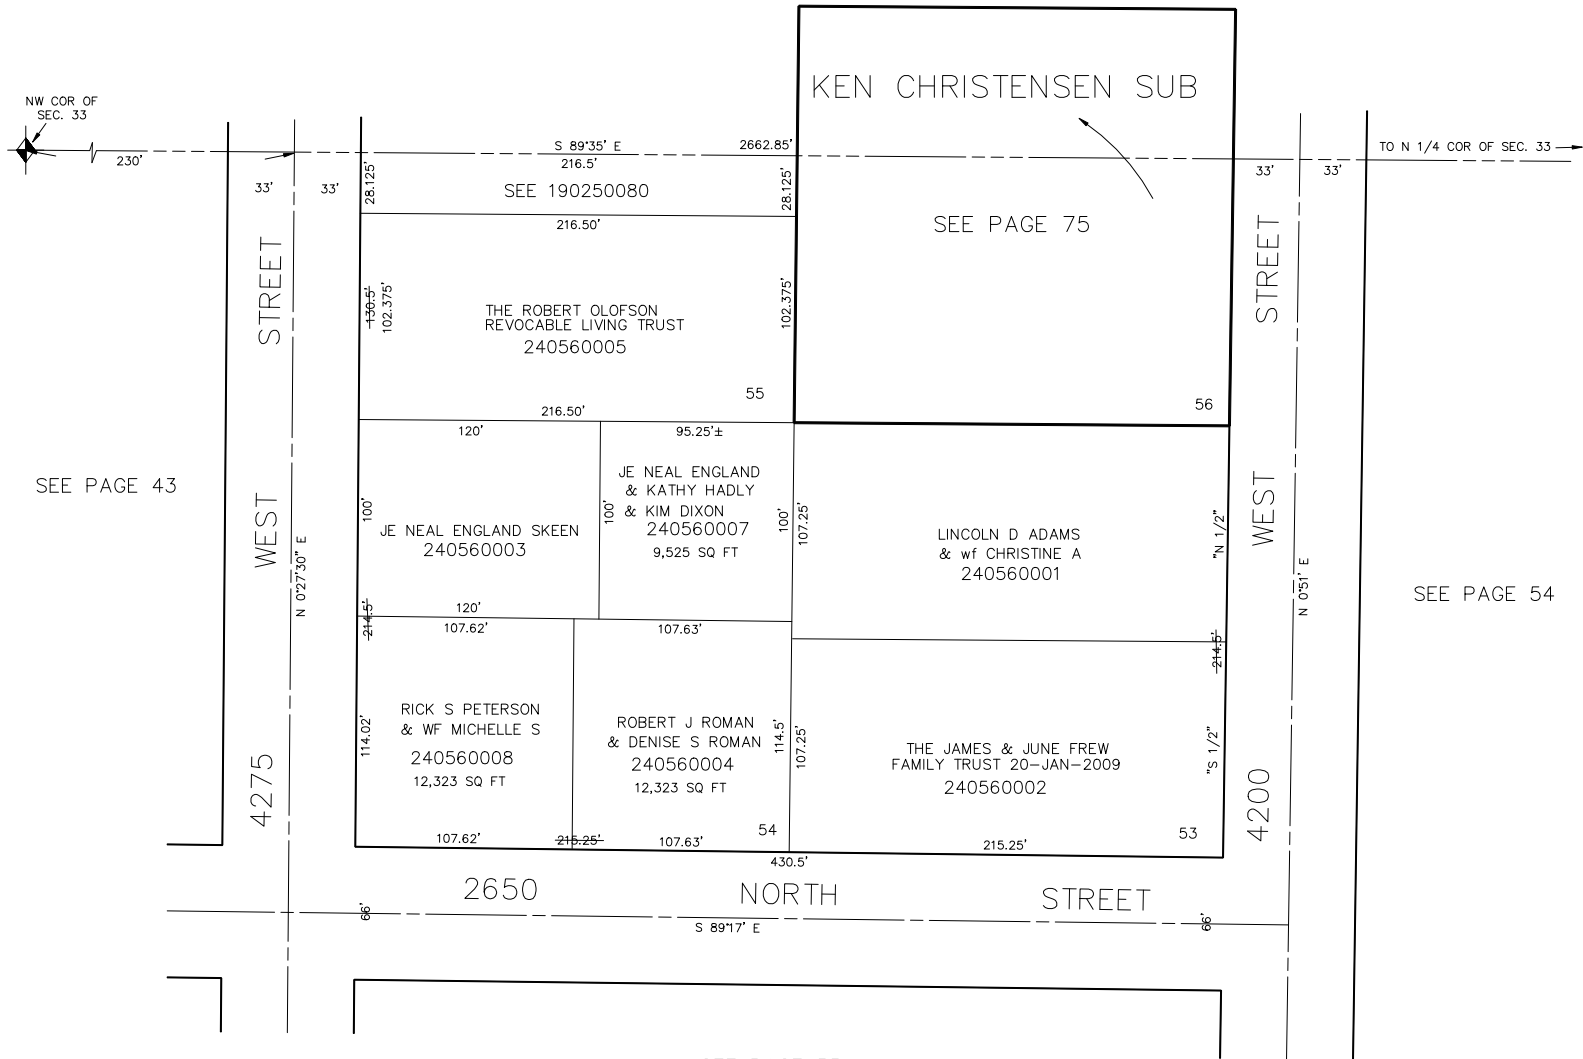 KEN CHRISTENSEN SUB
NW COR OF
SEC. 33
230'
S 89°35' E
2662.85'
216.5'
TO N 1/4 COR OF SEC. 33
33'
33'
33'
33'
28.125'
SEE 190250080
28.125'
216.50'
SEE PAGE 75
130.5'
102.375'
THE ROBERT OLOFSON
REVOCABLE LIVING TRUST
240560005
102.375'
55
56
216.50'
120'
95.25'±
SEE PAGE 43
4275 WEST STREET
N 0°27'30" E
100'
JE NEAL ENGLAND SKEEN
240560003
100'
JE NEAL ENGLAND
& KATHY HADLY
& KIM DIXON
240560007
9,525 SQ FT
100'
107.25'
LINCOLN D ADAMS
& wf CHRISTINE A
240560001
"N 1/2"
4200 WEST STREET
N 0°51' E
SEE PAGE 54
120'
214.5'
107.62'
107.63'
214.5'
114.02'
RICK S PETERSON
& WF MICHELLE S
240560008
12,323 SQ FT
ROBERT J ROMAN
& DENISE S ROMAN
240560004
12,323 SQ FT
114.5'
107.25'
THE JAMES & JUNE FREW
FAMILY TRUST 20-JAN-2009
240560002
"S 1/2"
107.62'
215.25'
107.63'
54
215.25'
53
430.5'
2650 NORTH STREET
66'
66'
S 89°17' E